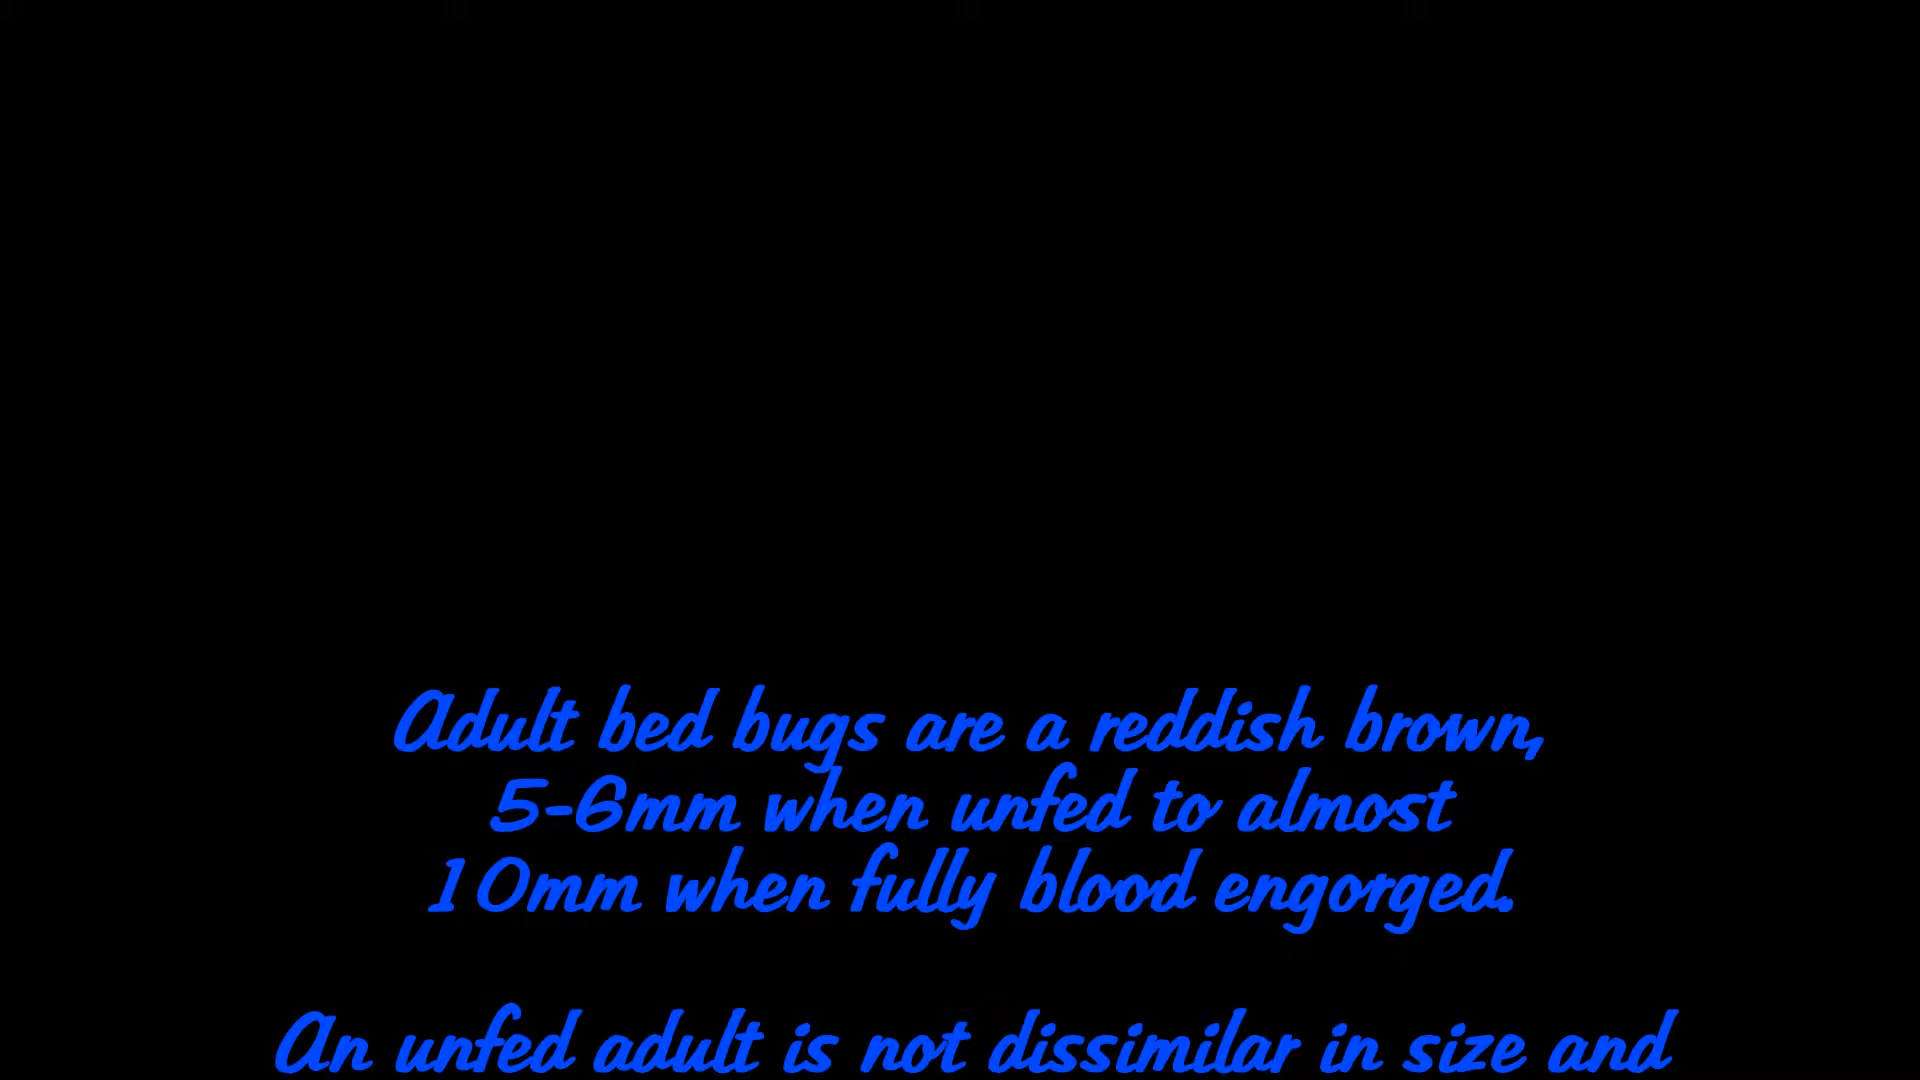 Adult bed bugs are a reddish brown,
5-6mm when unfed to almost
10mm when fully blood engorged.
An unfed adult is not dissimilar in size and